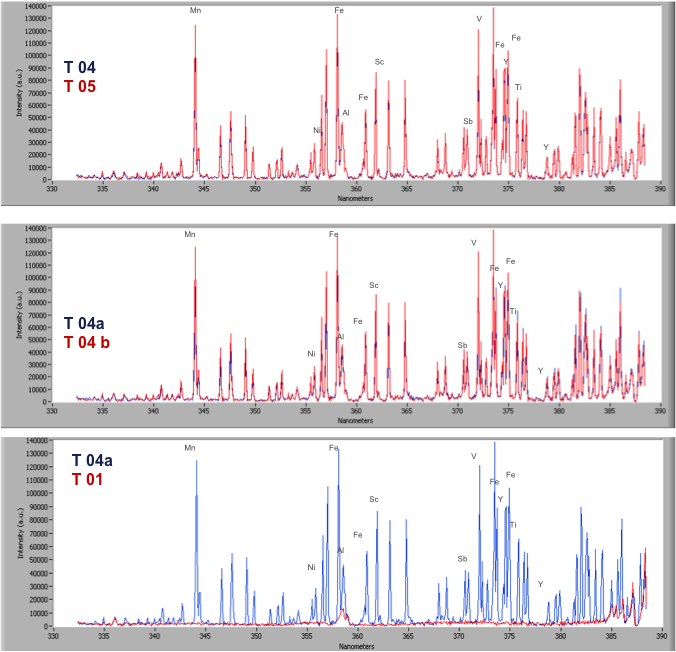 140000
130000
120000
110000
100000
90000
80000
70000
60000
50000
40000
30000
20000
10000
0
Intensity (a.u.)
T 04
T 05
Mn
Fe
Sc
Fe
Al
Ni
V
Fe
Fe
Y
Ti
Sb
Y
330 335 340 345 350 355 360 365 370 375 380 385 390
Nanometers
140000
130000
120000
110000
100000
90000
80000
70000
60000
50000
40000
30000
20000
10000
0
Intensity (a.u.)
T 04a
T 04 b
Mn
Fe
Sc
Fe
Al
Ni
V
Fe
Fe
Y
Ti
Sb
Y
330 335 340 345 350 355 360 365 370 375 380 385 390
Nanometers
140000
130000
120000
110000
100000
90000
80000
70000
60000
50000
40000
30000
20000
10000
0
Intensity (a.u.)
T 04a
T 01
Mn
Fe
Sc
Fe
Al
Ni
V
Fe
Fe
Y
Ti
Sb
Y
330 335 340 345 350 355 360 365 370 375 380 385 390
Nanometers